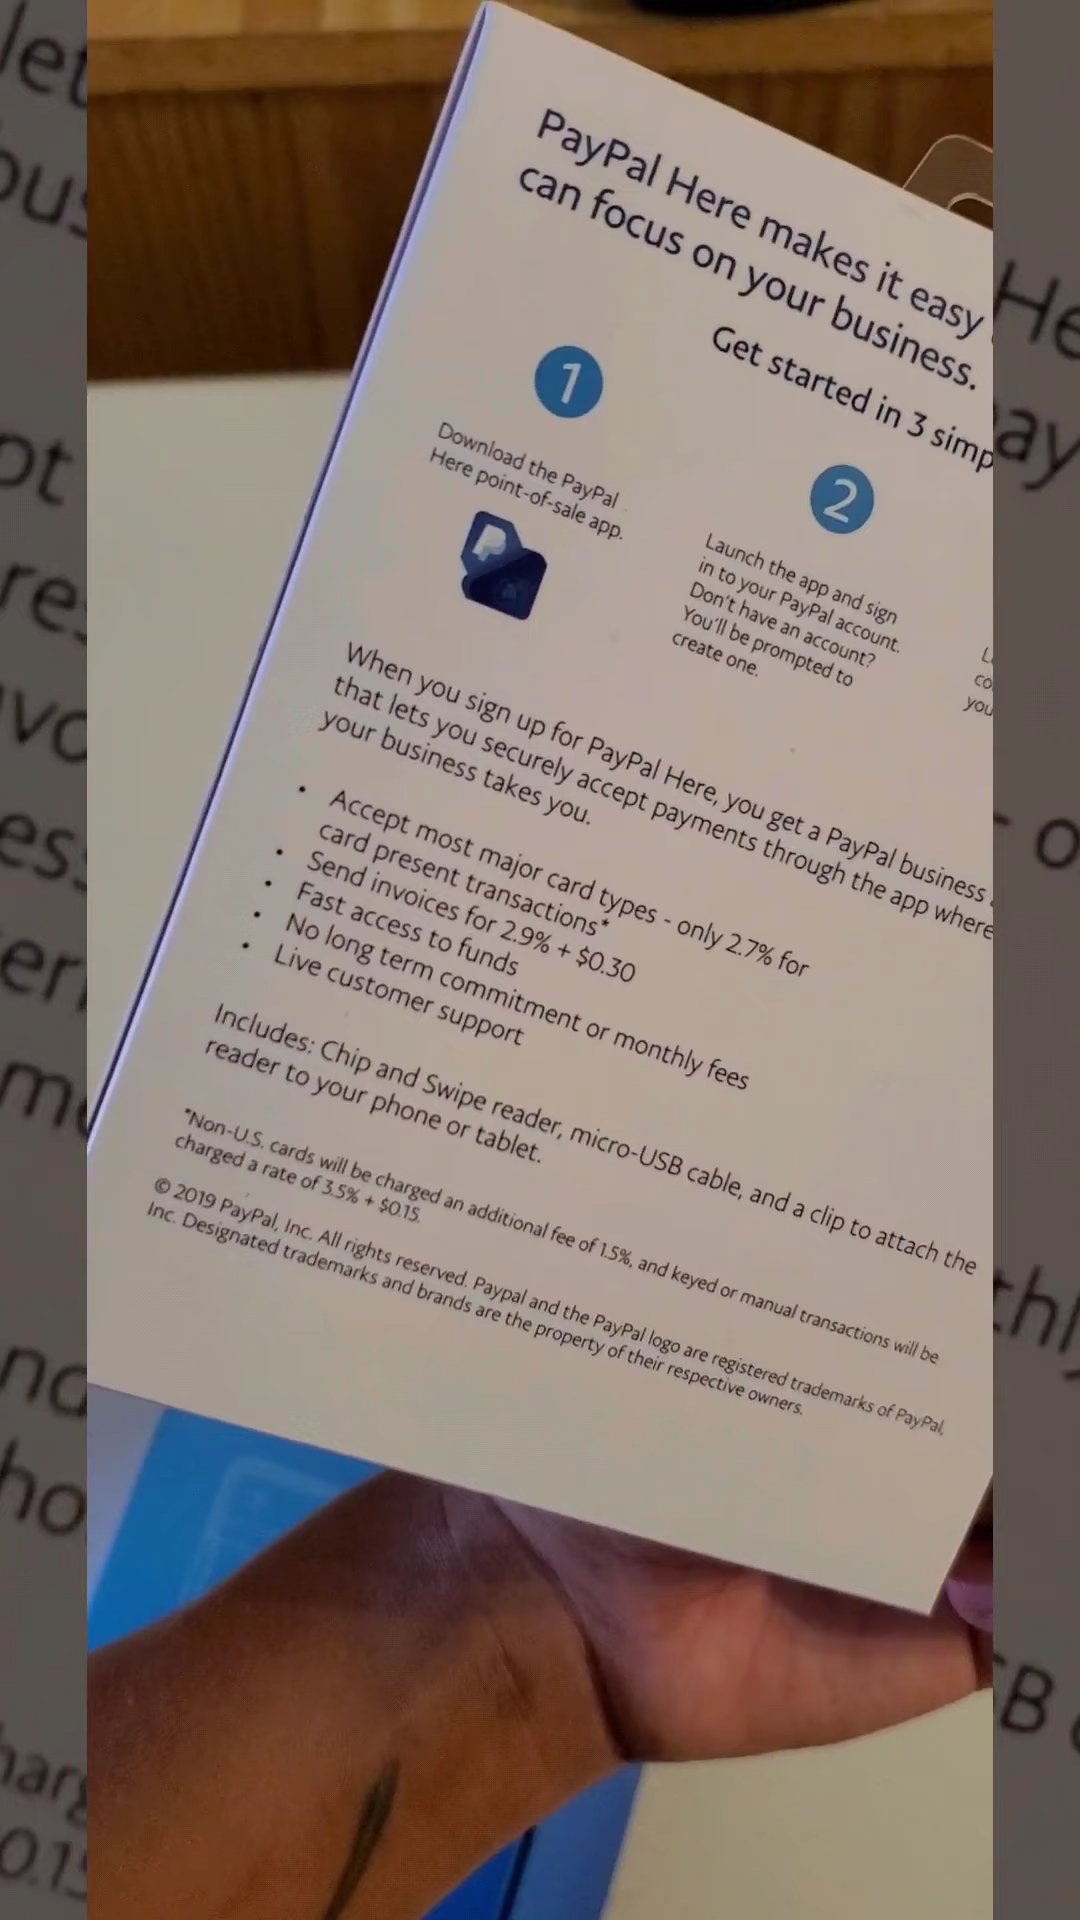 PayPal Here makes it easy
can focus on your business.
Get started in 3 simp
1
Download the PayPal
Here point-of-sale app.
2
Launch the app and sign
in to your PayPal account.
Don't have an account?
You'll be prompted to
create one.
co
you
When you sign up for PayPal Here, you get a PayPal business
that lets you securely accept payments through the app where
your business takes you.
• Accept most major card types - only 2.7% for
card present transactions*
• Send invoices for 2.9% + $0.30
• Fast access to funds
• No long term commitment or monthly fees
• Live customer support
Includes: Chip and Swipe reader, micro-USB cable, and a clip to attach the
reader to your phone or tablet.
*Non-U.S. cards will be charged an additional fee of 1.5%, and keyed or manual transactions will be
charged a rate of 3.5% + $0.15.
© 2019 PayPal, Inc. All rights reserved. Paypal and the PayPal logo are registered trademarks of PayPal,
Inc. Designated trademarks and brands are the property of their respective owners.